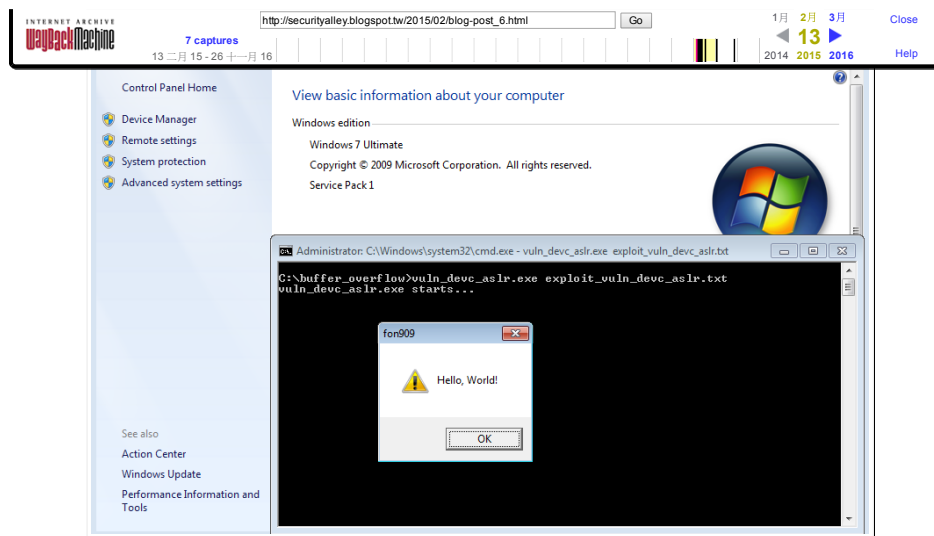 INTERNET ARCHIVE
WayBackMachine
http://securityalley.blogspot.tw/2015/02/blog-post_6.html
Go
7 captures
13 二月 15 - 26 十一月 16
1月 2月 3月
13
2014 2015 2016
Close
Help
Control Panel Home
Device Manager
Remote settings
System protection
Advanced system settings
View basic information about your computer
Windows edition
Windows 7 Ultimate
Copyright © 2009 Microsoft Corporation. All rights reserved.
Service Pack 1
Administrator: C:\Windows\system32\cmd.exe - vuln_devc_aslr.exe exploit_vuln_devc_aslr.txt
C:\buffer_overflow>vuln_devc_aslr.exe exploit_vuln_devc_aslr.txt
vuln_devc_aslr.exe starts...
fon909
Hello, World!
OK
See also
Action Center
Windows Update
Performance Information and
Tools